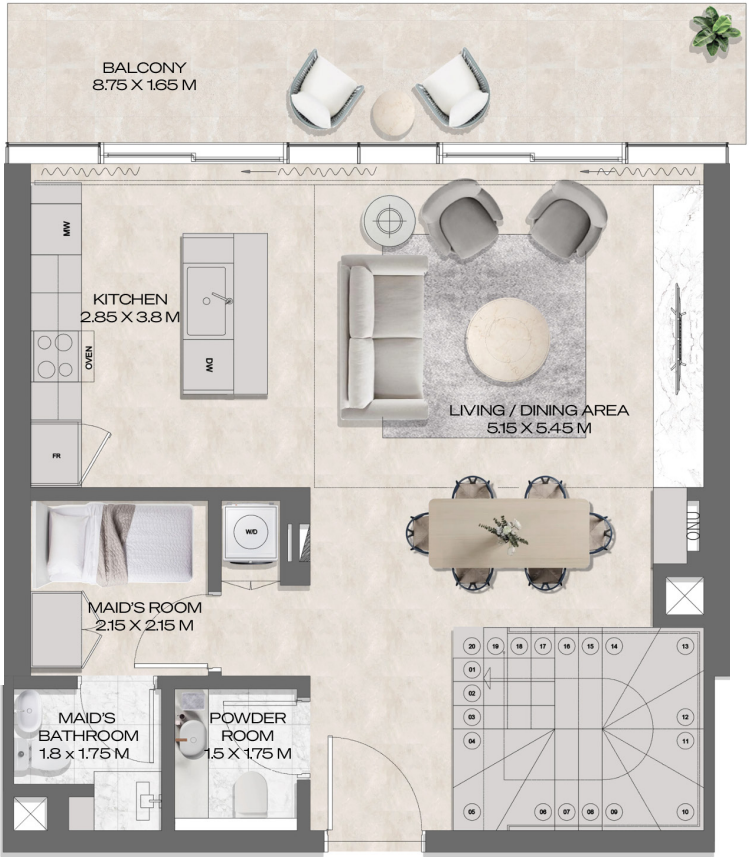 BALCONY
8.75 X 1.65 M
MW
KITCHEN
2.85 X 3.8 M
OVEN
DW
FR
LIVING / DINING AREA
5.15 X 5.45 M
W/D
MAID'S ROOM
2.15 X 2.15 M
MAID'S
BATHROOM
1.8 x 1.75 M
POWDER
ROOM
1.5 X 1.75 M
20 19 18 17 16 15 14 13
01
02
03
04
12
11
05 06 07 08 09 10